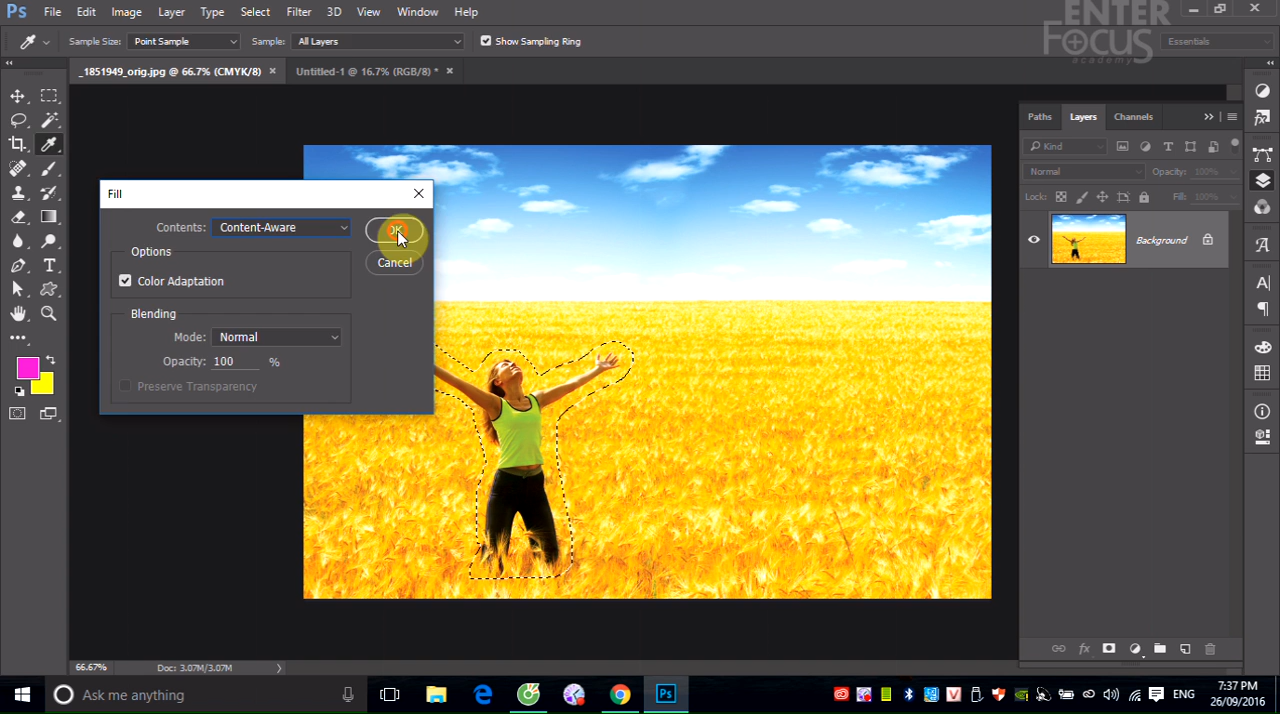 Ps File Edit Image Layer Type Select Filter 3D View Window Help
ENTER
FOCUS
academy
Sample Size: Point Sample Sample: All Layers Show Sampling Ring Essentials
_1851949_orig.jpg @ 66.7% (CMYK/8) × Untitled-1 @ 16.7% (RGB/8) * ×
Paths Layers Channels
Kind
Normal Opacity: 100%
Lock: Fill: 100%
Background
Fill
Contents: Content-Aware
OK
Options
Cancel
Color Adaptation
Blending
Mode: Normal
Opacity: 100 %
Preserve Transparency
66.67% Doc: 3.07M/3.07M
Ask me anything
Ps
ENG
7:37 PM
26/09/2016